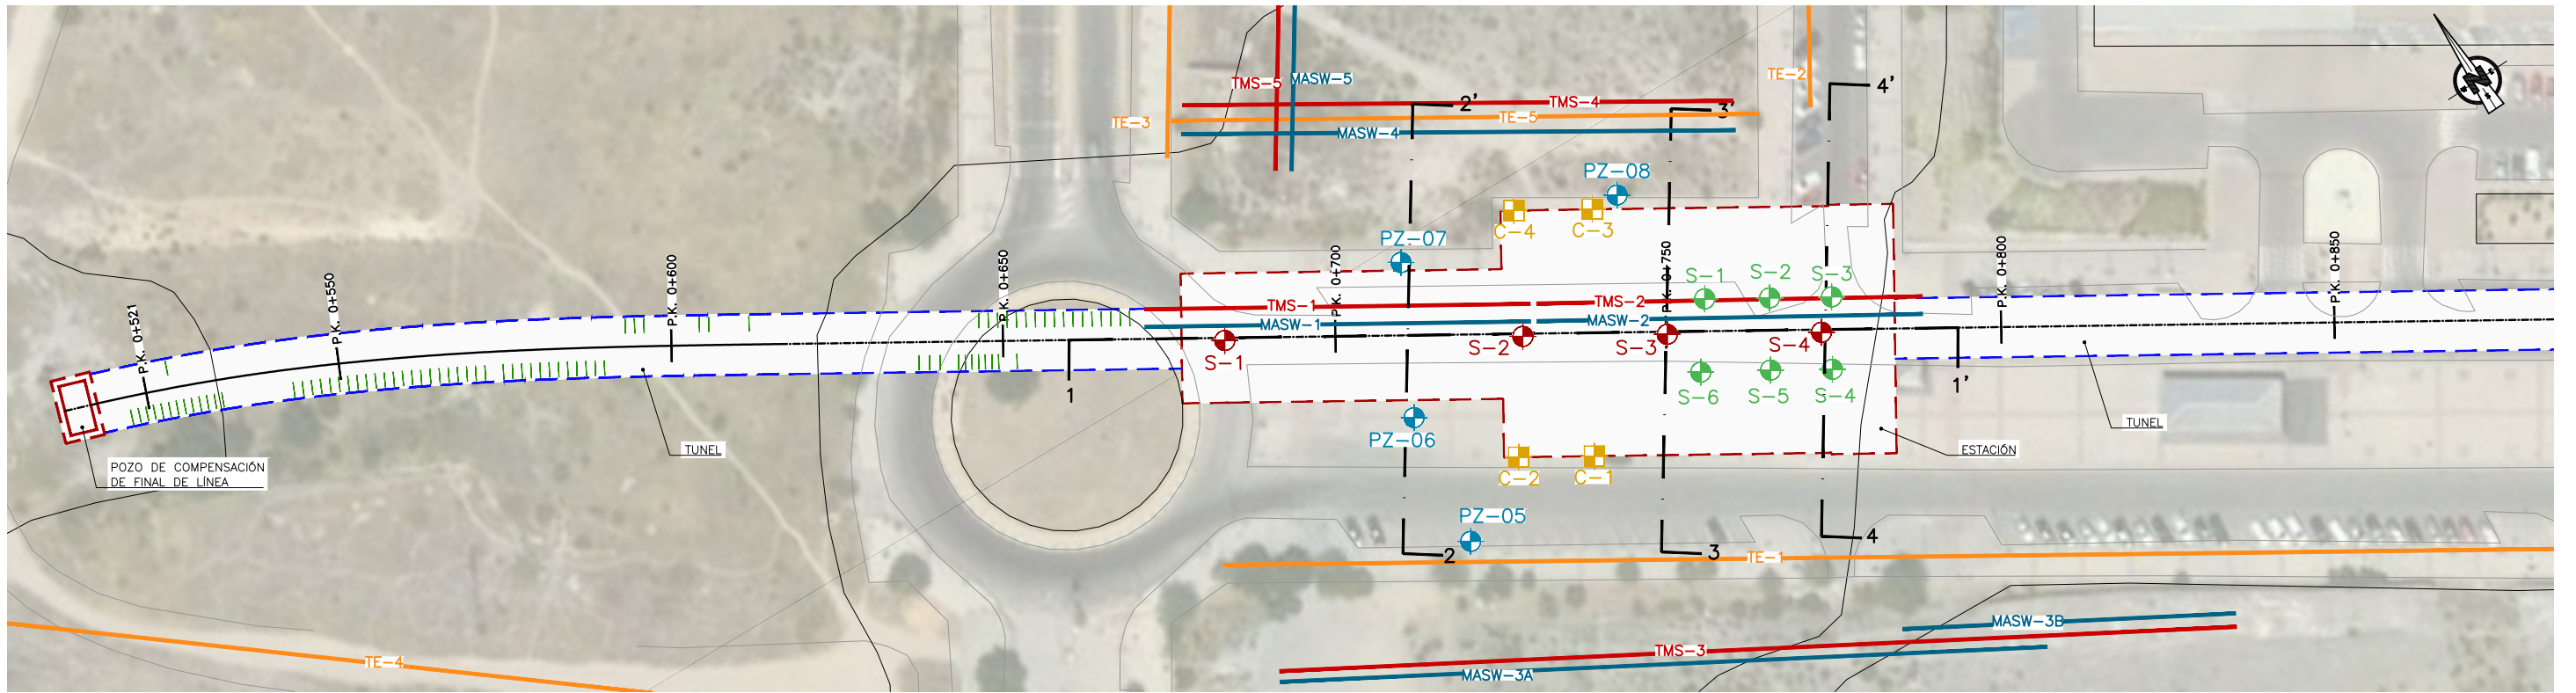 TMS-5
MASW-5
TE-2
4'
TMS-4
2'
3'
TE-3
TE-5
MASW-4
PZ-08
C-4
C-3
PZ-07
P.K. 0+521
P.K. 0+550
P.K. 0+600
P.K. 0+650
P.K. 0+700
P.K. 0+750
P.K. 0+800
P.K. 0+850
S-1
S-2
S-3
TMS-1
TMS-2
MASW-1
MASW-2
S-1
S-2
S-3
S-4
1
1'
S-6
S-5
S-4
PZ-06
TUNEL
TUNEL
ESTACIÓN
POZO DE COMPENSACIÓN
DE FINAL DE LÍNEA
C-2
C-1
PZ-05
2
3
4
TE-1
MASW-3B
TMS-3
MASW-3A
TE-4